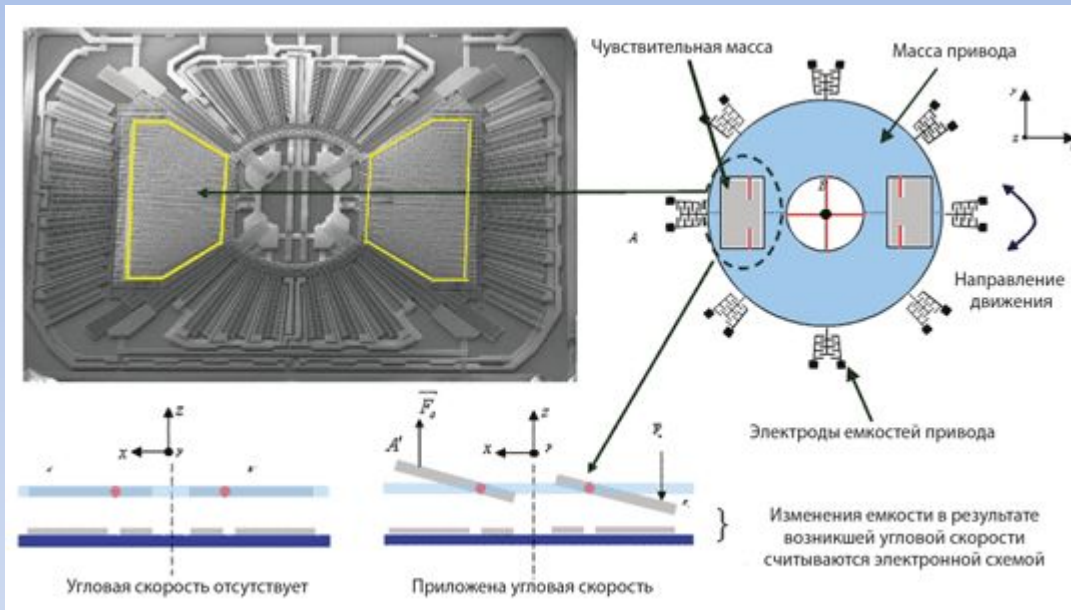 Чувствительная масса
Масса привода
y
z
A
Направление
движения
Электроды емкостей привода
z
x
y
A'
F
z
x
y
Изменения емкости в результате
возникшей угловой скорости
считываются электронной схемой
Угловая скорость отсутствует
Приложена угловая скорость